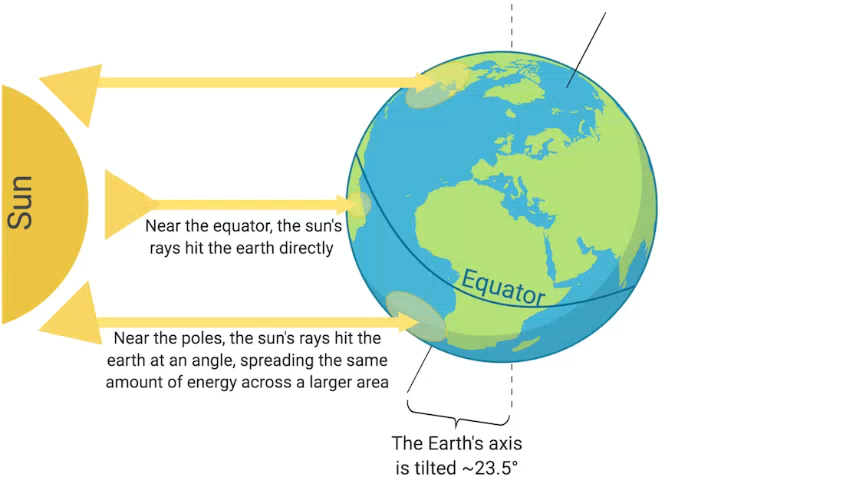 Sun
Near the equator, the sun's
rays hit the earth directly
Equator
Near the poles, the sun's rays hit the
earth at an angle, spreading the same
amount of energy across a larger area
The Earth's axis
is tilted ~23.5°